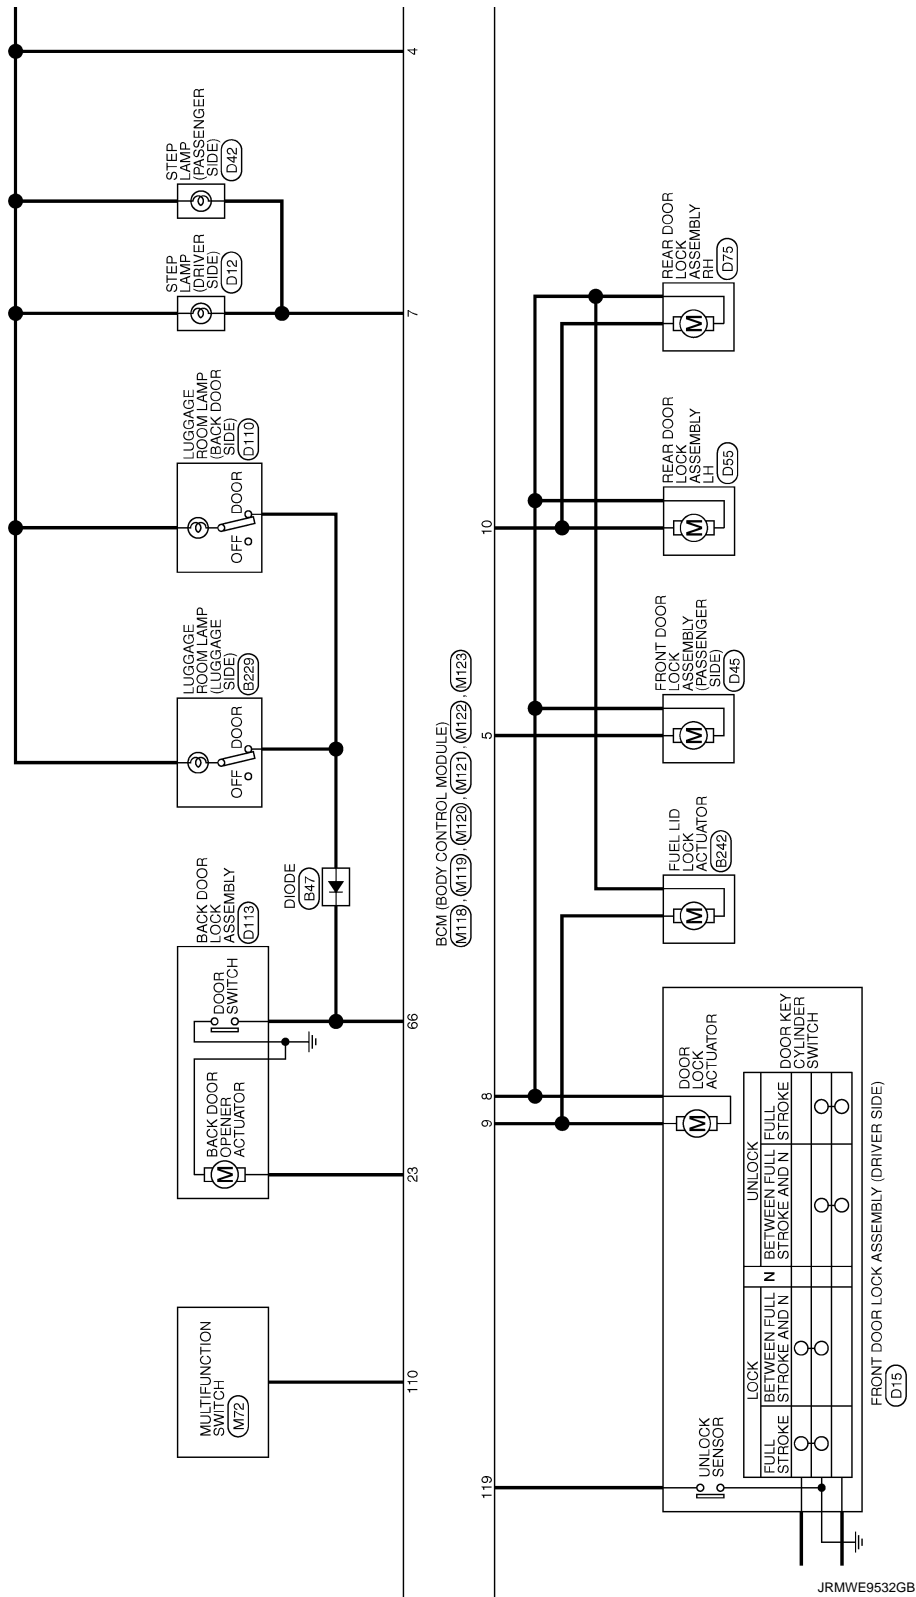 MULTIFUNCTION
SWITCH
M72
110
BACK DOOR
OPENER
ACTUATOR
M
DOOR
SWITCH
BACK DOOR
LOCK
ASSEMBLY
D113
23
66
DIODE
B47
OFF
DOOR
LUGGAGE
ROOM LAMP
(LUGGAGE
SIDE)
B229
OFF
DOOR
LUGGAGE
ROOM LAMP
(BACK DOOR
SIDE)
D110
STEP
LAMP
(DRIVER
SIDE)
D12
7
STEP
LAMP
(PASSENGER
SIDE)
D42
4
BCM (BODY CONTROL MODULE)
M118 , M119 , M120 , M121 , M122 , M123
119
9
8
5
10
UNLOCK
SENSOR
M
DOOR
LOCK
ACTUATOR
LOCK
N
UNLOCK
FULL
STROKE
BETWEEN FULL
STROKE AND N
BETWEEN FULL
STROKE AND N
FULL
STROKE
DOOR KEY
CYLINDER
SWITCH
FRONT DOOR LOCK ASSEMBLY (DRIVER SIDE)
D15
M
FUEL LID
LOCK
ACTUATOR
B242
M
FRONT DOOR
LOCK
ASSEMBLY
(PASSENGER
SIDE)
D45
M
REAR DOOR
LOCK
ASSEMBLY
LH
D55
M
REAR DOOR
LOCK
ASSEMBLY
RH
D75
JRMWE9532GB